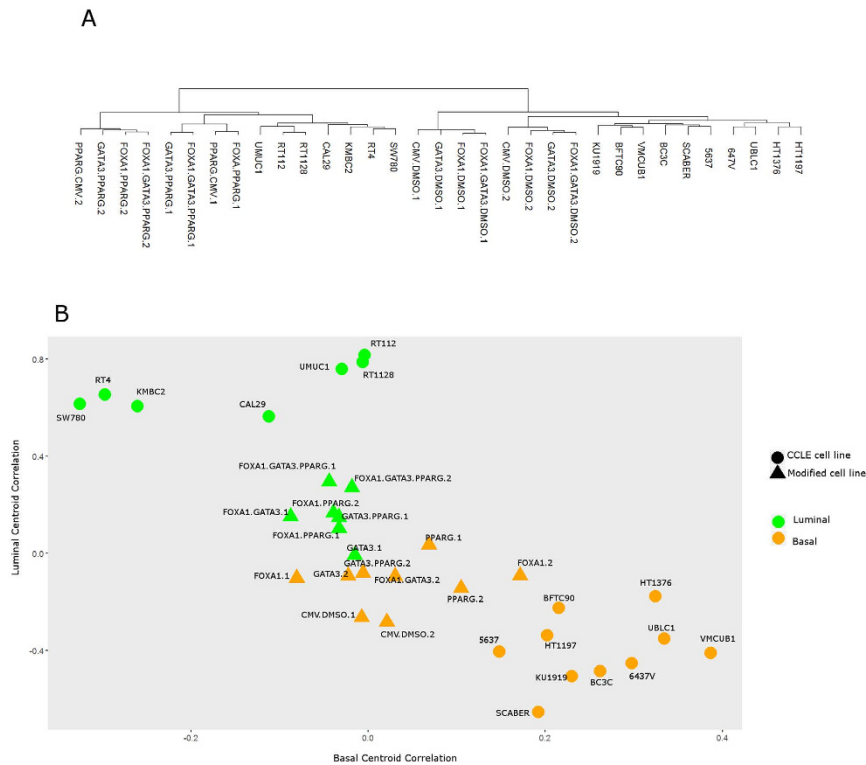 A
PPARG.CMV.2
GATA3.PPARG.2
FOXA1.PPARG.2
FOXA1.GATA3.PPARG.2
GATA3.PPARG.1
FOXA1.GATA3.PPARG.1
PPARG.CMV.1
FOXA.PPARG.1
UMUC1
RT112
RT1128
CAL29
KMBC2
RT4
SW780
CMV.DMSO.1
GATA3.DMSO.1
FOXA1.DMSO.1
FOXA1.GATA3.DMSO.1
CMV.DMSO.2
FOXA1.DMSO.2
GATA3.DMSO.2
FOXA1.GATA3.DMSO.2
KU1919
BFTC90
VMCUB1
BC3C
SCABER
5637
647V
UBLC1
HT1376
HT1197
B
Luminal Centroid Correlation
0.8
0.4
0.0
-0.4
RT112
UMUC1
RT1128
RT4
KMBC2
SW780
CAL29
FOXA1.GATA3.PPARG.1
FOXA1.GATA3.PPARG.2
FOXA1.PPARG.2
FOXA1.GATA3.1
GATA3.PPARG.1
FOXA1.PPARG.1
PPARG.1
GATA3.1
GATA3.PPARG.2
FOXA1.1
GATA3.2
FOXA1.GATA3.2
FOXA1.2
PPARG.2
HT1376
BFTC90
CMV.DMSO.1
CMV.DMSO.2
UBLC1
5637
HT1197
VMCUB1
KU1919
BC3C
6437V
SCABER
-0.2
0.0
0.2
0.4
Basal Centroid Correlation
CCLE cell line
Modified cell line
Luminal
Basal